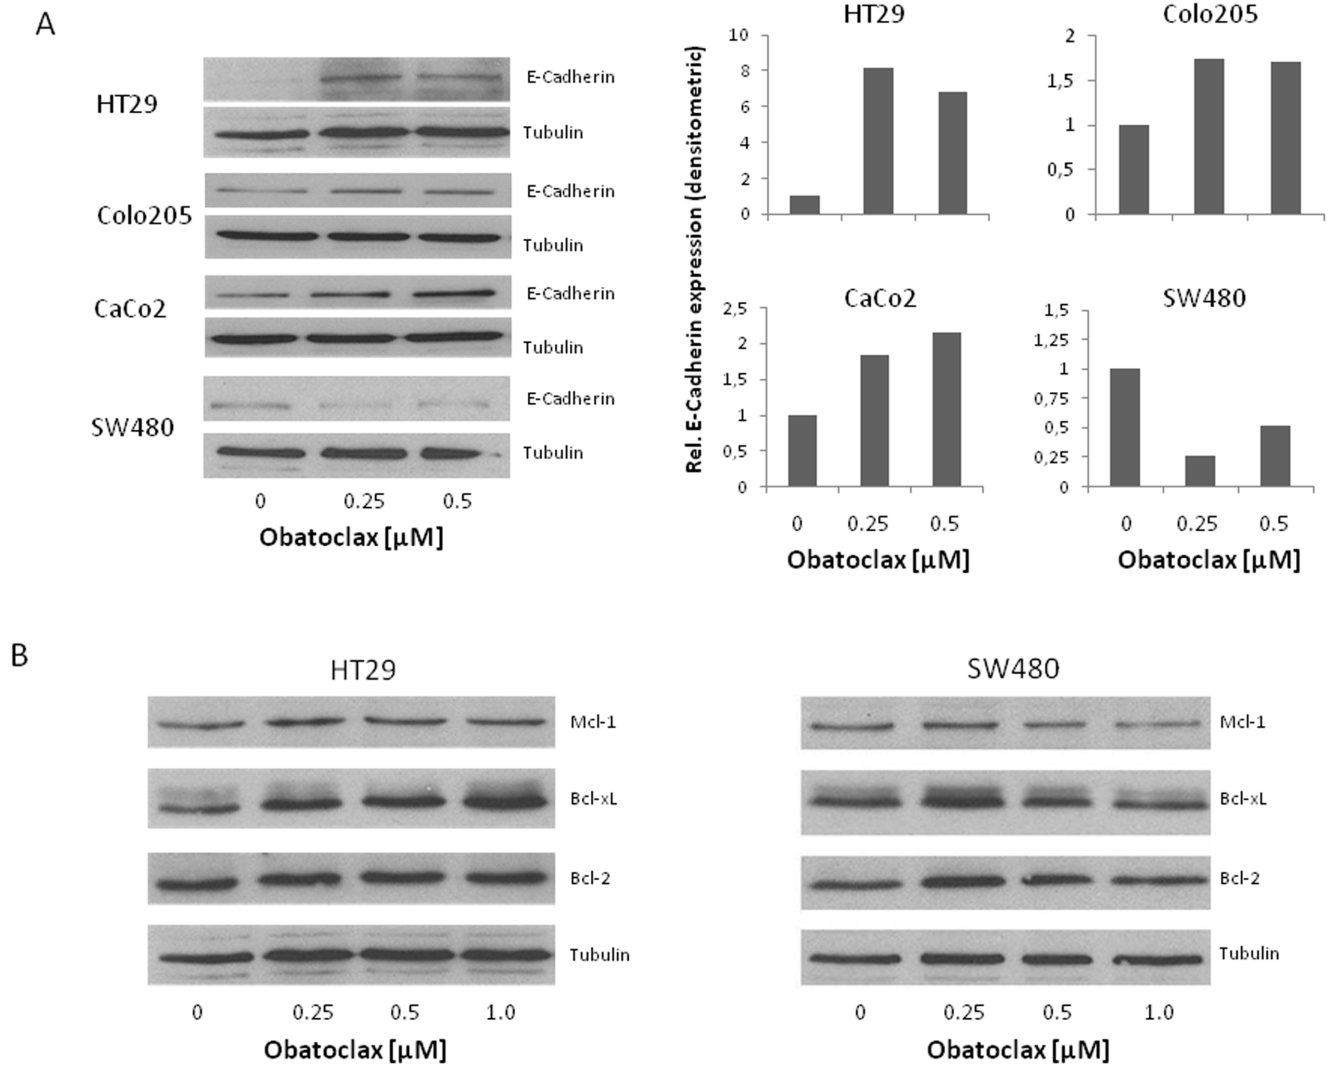 A
HT29
E-Cadherin
Tubulin
Colo205
E-Cadherin
Tubulin
CaCo2
E-Cadherin
Tubulin
SW480
E-Cadherin
Tubulin
0 0.25 0.5
Obatoclax [µM]
Rel. E-Cadherin expression (densitometric)
HT29
10
8
6
4
2
0
Colo205
2
1,5
1
0,5
0
CaCo2
2,5
2
1,5
1
0,5
0
0 0.25 0.5
Obatoclax [µM]
SW480
1,5
1,25
1
0,75
0,5
0,25
0
0 0.25 0.5
Obatoclax [µM]
B
HT29
Mcl-1
Bcl-xL
Bcl-2
Tubulin
0 0.25 0.5 1.0
Obatoclax [µM]
SW480
Mcl-1
Bcl-xL
Bcl-2
Tubulin
0 0.25 0.5 1.0
Obatoclax [µM]